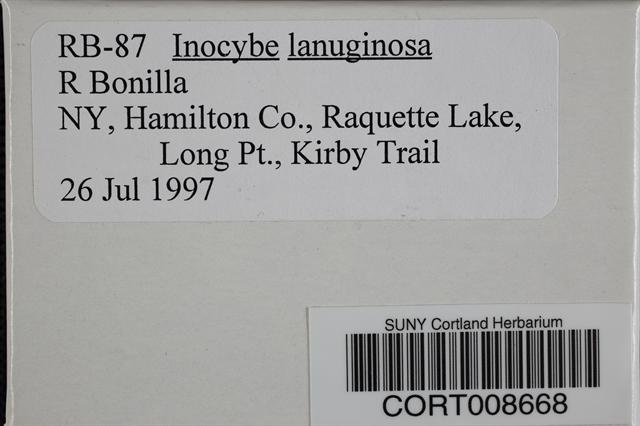 RB-87 Inocybe lanuginosa
R Bonilla
NY, Hamilton Co., Raquette Lake,
Long Pt., Kirby Trail
26 Jul 1997
SUNY Cortland Herbarium
CORT008668